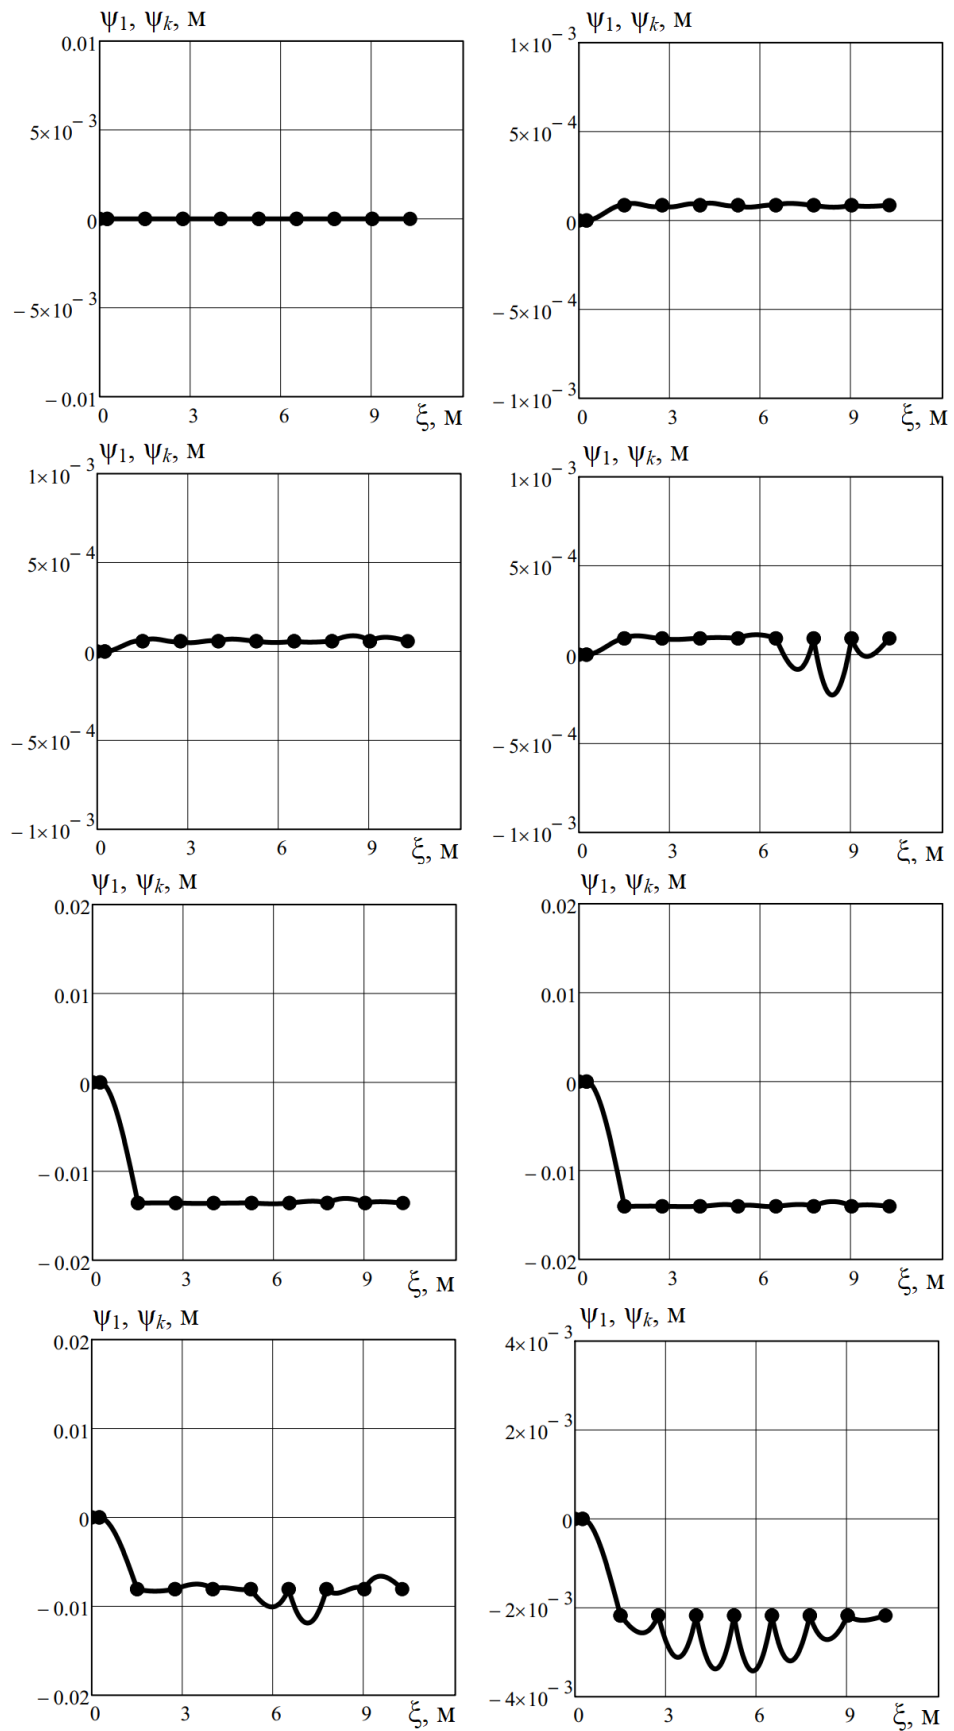 ψ₁, ψₖ, м
0.01
5×10⁻³
0
−5×10⁻³
−0.01
0 3 6 9 ξ, м
ψ₁, ψₖ, м
1×10⁻³
5×10⁻⁴
0
−5×10⁻⁴
−1×10⁻³
0 3 6 9 ξ, м
ψ₁, ψₖ, м
1×10⁻³
5×10⁻⁴
0
−5×10⁻⁴
−1×10⁻³
0 3 6 9 ξ, м
ψ₁, ψₖ, м
1×10⁻³
5×10⁻⁴
0
−5×10⁻⁴
−1×10⁻³
0 3 6 9 ξ, м
ψ₁, ψₖ, м
0.02
0.01
0
−0.01
−0.02
0 3 6 9 ξ, м
ψ₁, ψₖ, м
0.02
0.01
0
−0.01
−0.02
0 3 6 9 ξ, м
ψ₁, ψₖ, м
0.02
0.01
0
−0.01
−0.02
0 3 6 9 ξ, м
ψ₁, ψₖ, м
4×10⁻³
2×10⁻³
0
−2×10⁻³
−4×10⁻³
0 3 6 9 ξ, м